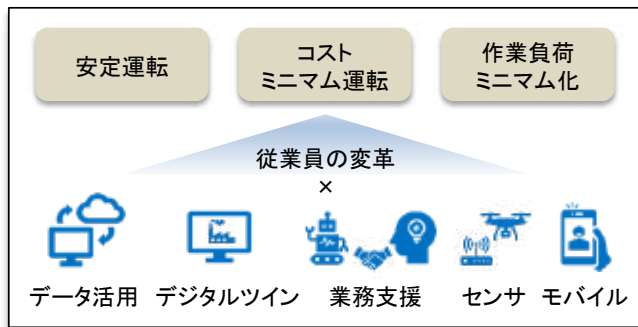 安定運転
コスト
ミニマム運転
作業負荷
ミニマム化
従業員の変革
×
データ活用
デジタルツイン
業務支援
センサ
モバイル